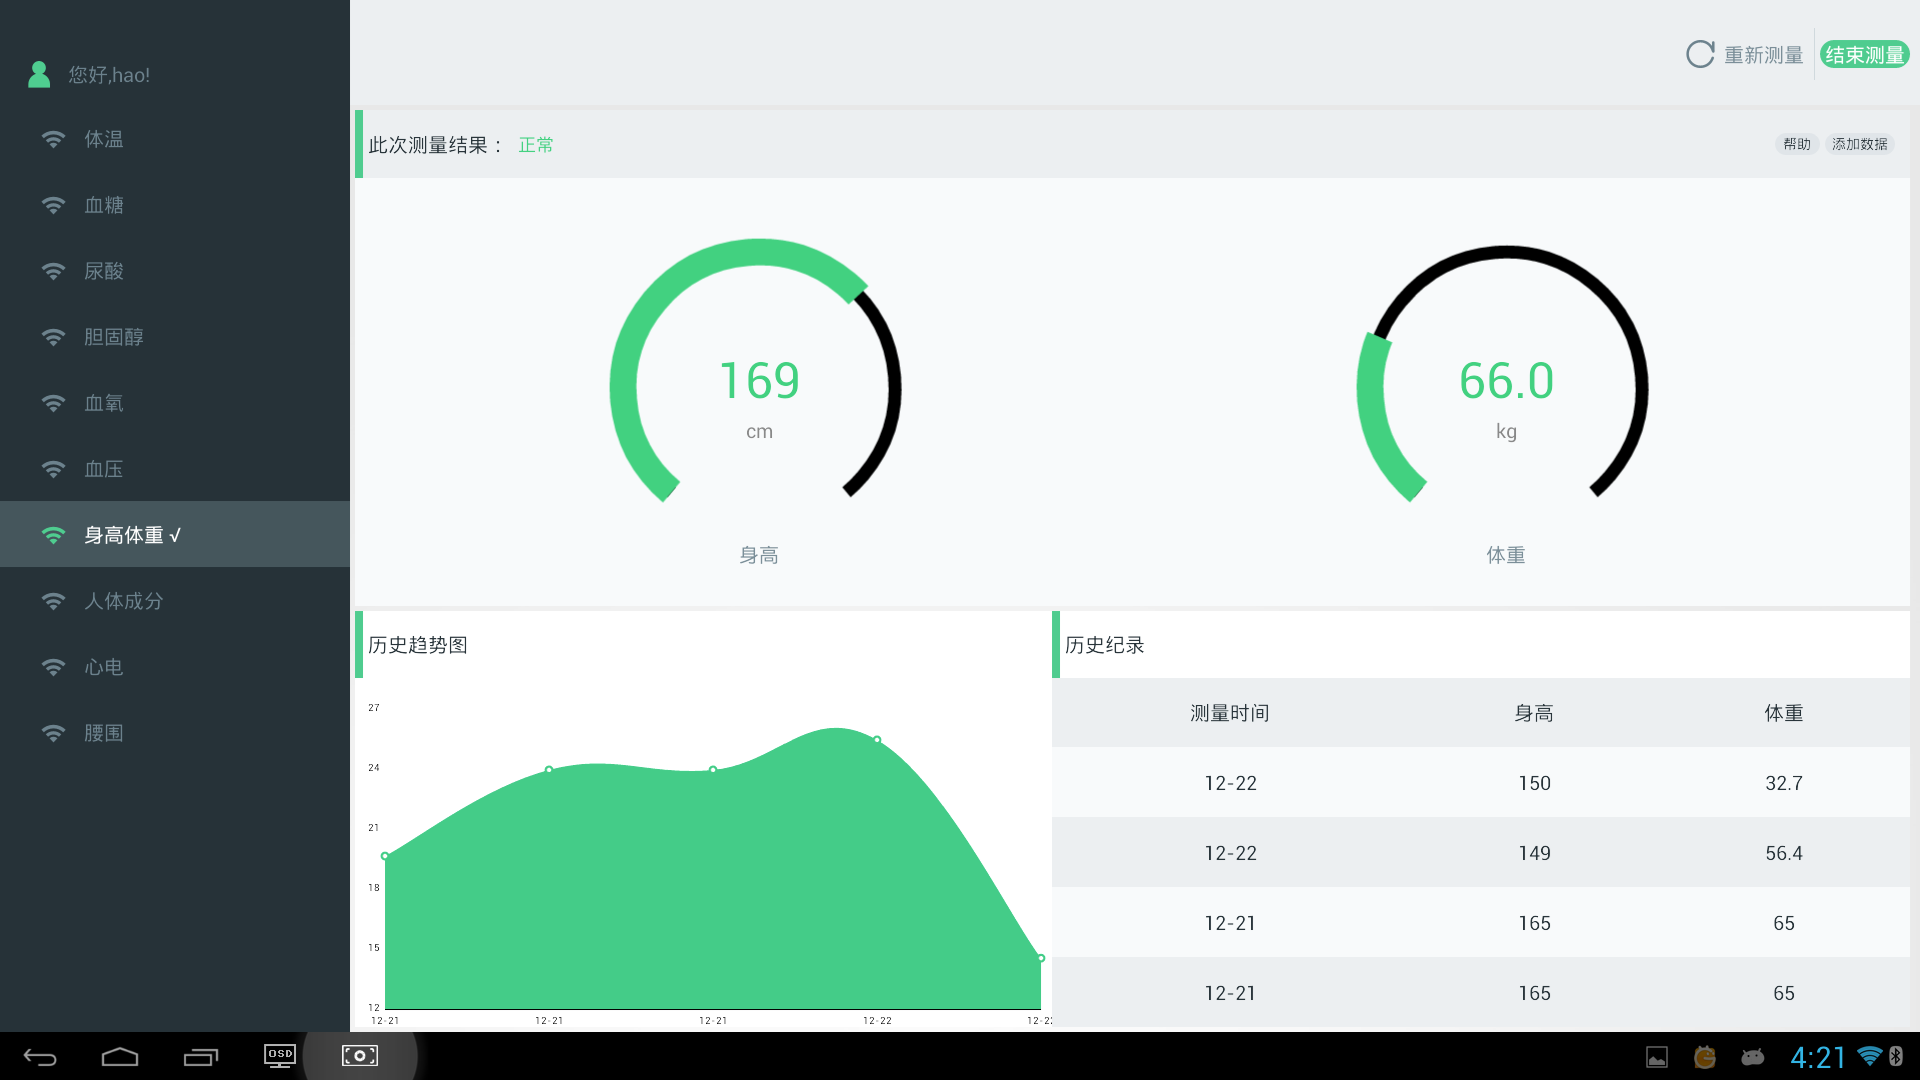 您好,hao!
体温
血糖
尿酸
胆固醇
血氧
血压
身高体重 √
人体成分
心电
腰围
重新测量
结束测量
此次测量结果 : 正常
帮助
添加数据
169
cm
身高
66.0
kg
体重
历史趋势图
27
24
21
18
15
12
12-21 12-21 12-21 12-22 12-22
历史纪录
测量时间 身高 体重
12-22 150 32.7
12-22 149 56.4
12-21 165 65
12-21 165 65
OSD
4:21